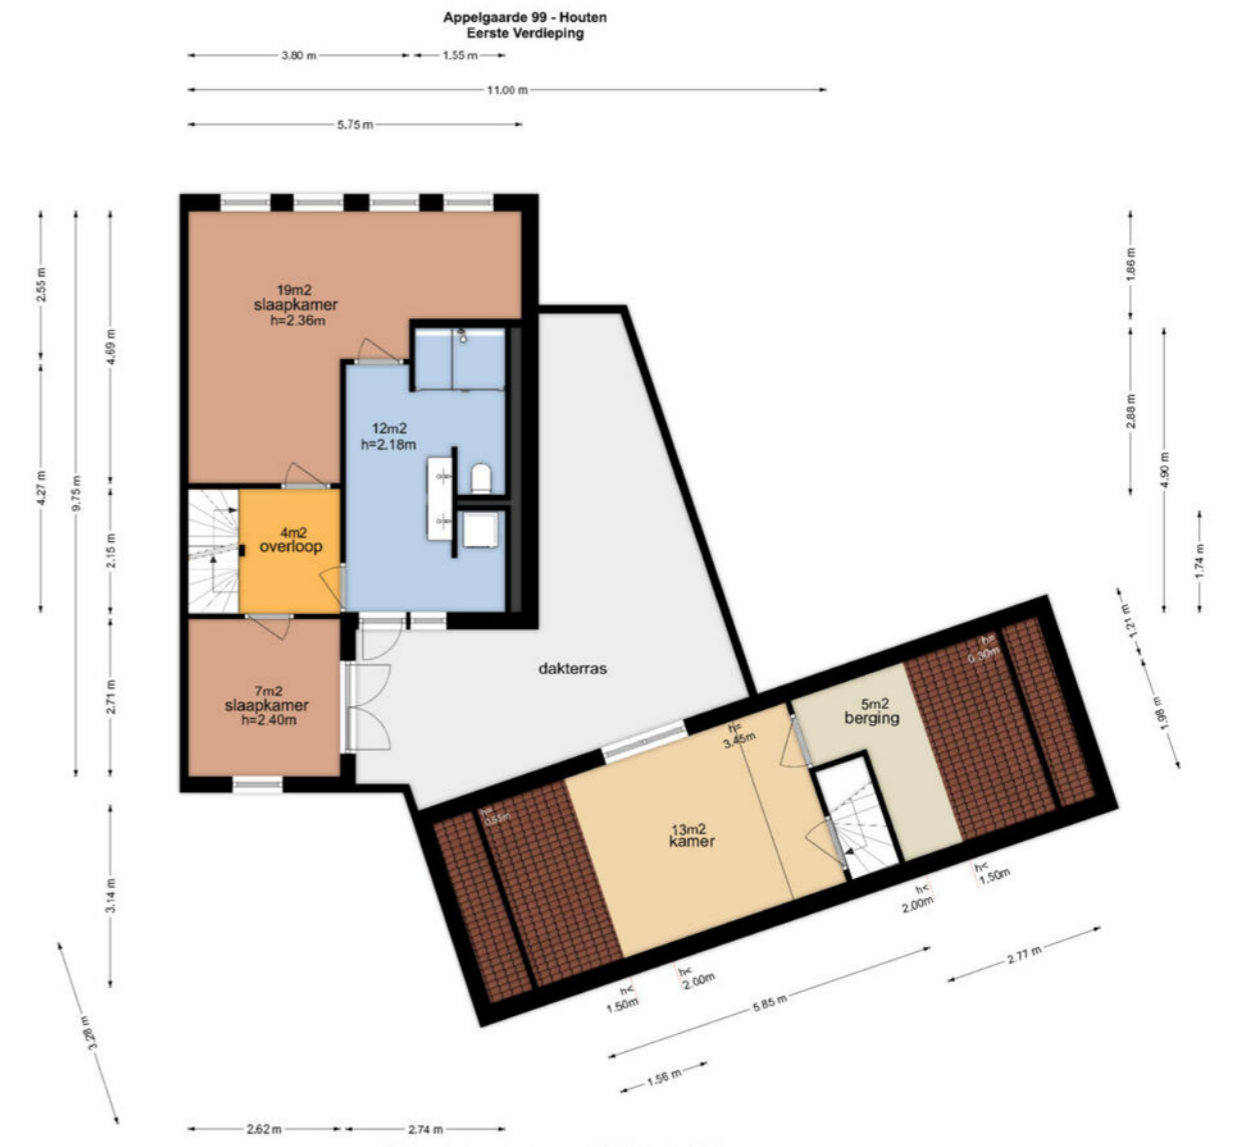 Appelgaarde 99 - Houten
Eerste Verdieping
3.80 m
1.55 m
11.00 m
5.75 m
2.55 m
4.27 m
9.75 m
4.69 m
2.15 m
2.71 m
3.14 m
3.28 m
19m2
slaapkamer
h=2.36m
12m2
h=2.18m
4m2
overloop
7m2
slaapkamer
h=2.40m
dakterras
h=
3.45m
13m2
kamer
5m2
berging
h=
0.30m
h=
h<
1.50m
h<
2.00m
h<
2.00m
h<
1.50m
1.86 m
2.88 m
4.90 m
1.74 m
1.21 m
1.98 m
2.77 m
5.85 m
1.56 m
2.62 m
2.74 m